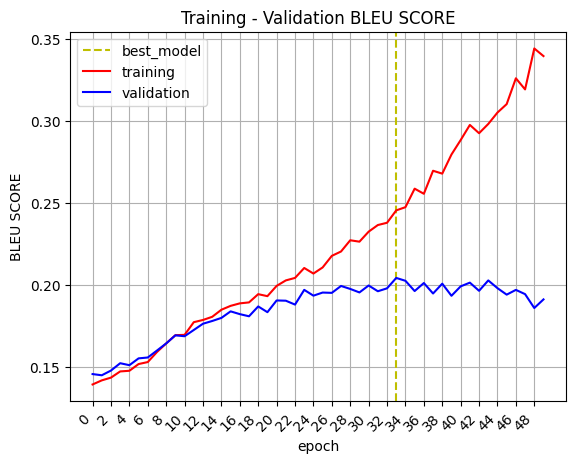 Training - Validation BLEU SCORE
best_model
training
validation
BLEU SCORE
0.35
0.30
0.25
0.20
0.15
0 2 4 6 8 10 12 14 16 18 20 22 24 26 28 30 32 34 36 38 40 42 44 46 48
epoch